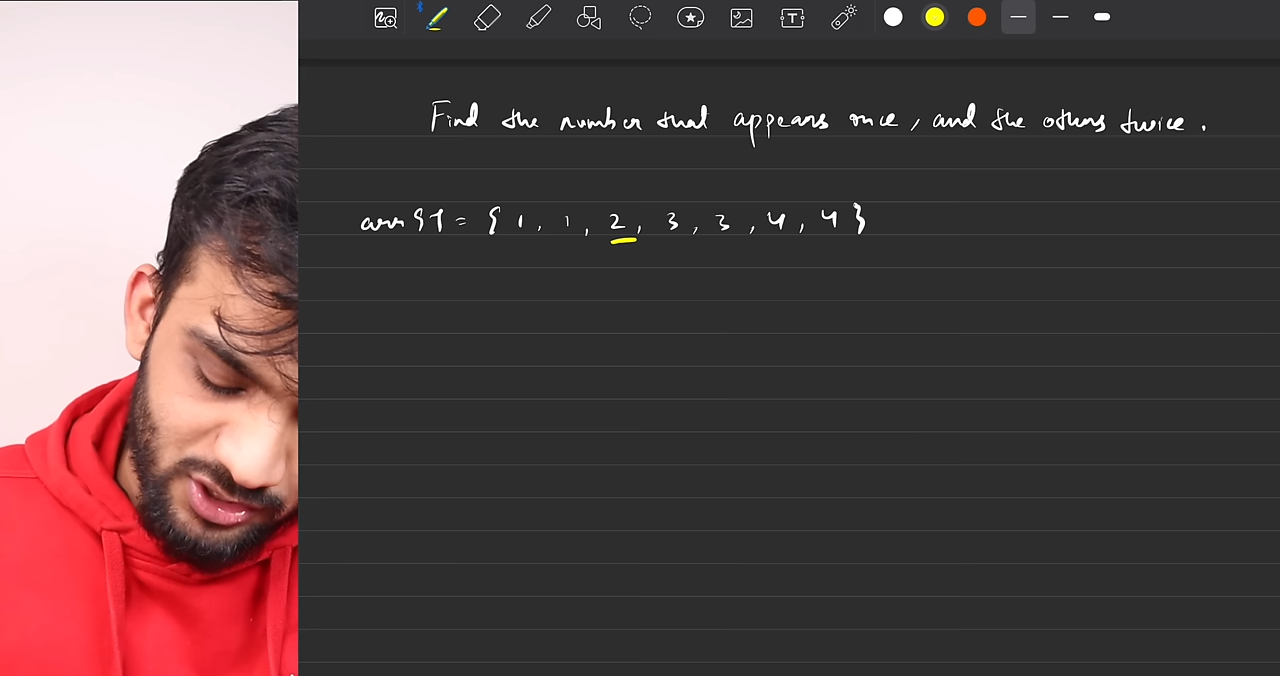 Find the number that appears once, and the others twice.
arr[] = { 1, 1, 2, 3, 3, 4, 4 }